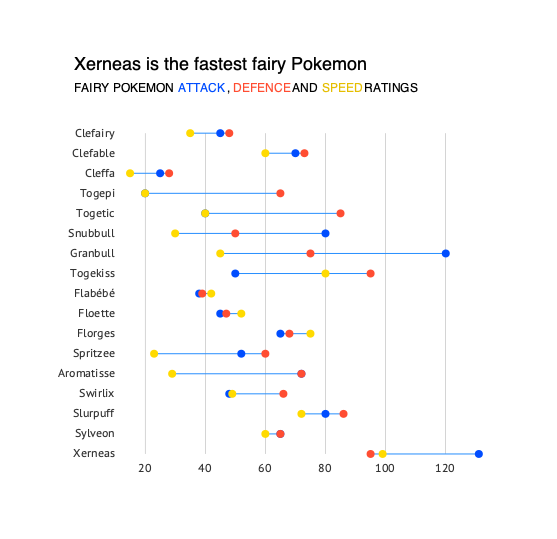 Xerneas is the fastest fairy Pokemon
FAIRY POKEMON ATTACK, DEFENCE AND SPEED RATINGS
Clefairy
Clefable
Cleffa
Togepi
Togetic
Snubbull
Granbull
Togekiss
Flabébé
Floette
Florges
Spritzee
Aromatisse
Swirlix
Slurpuff
Sylveon
Xerneas
20 40 60 80 100 120